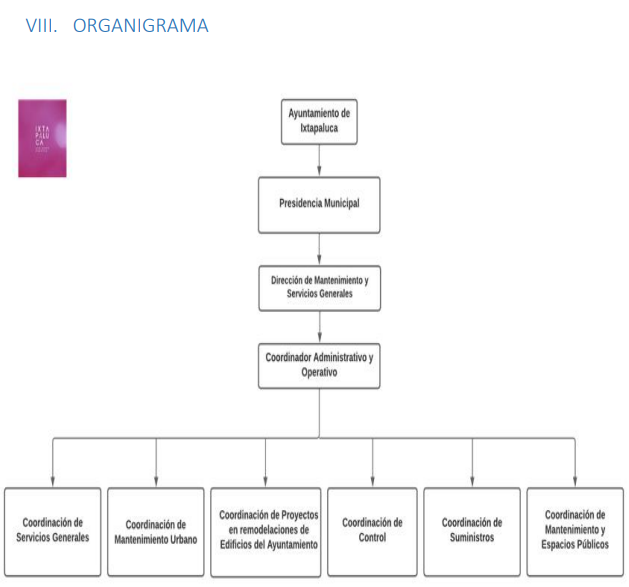 VIII. ORGANIGRAMA
IXTA
PALU
CA
Ayuntamiento de
Ixtapaluca
Presidencia Municipal
Dirección de Mantenimiento y
Servicios Generales
Coordinador Administrativo y
Operativo
Coordinación de
Servicios Generales
Coordinación de
Mantenimiento Urbano
Coordinación de Proyectos
en remodelaciones de
Edificios del Ayuntamiento
Coordinación de
Control
Coordinación de
Suministros
Coordinación de
Mantenimiento y
Espacios Públicos